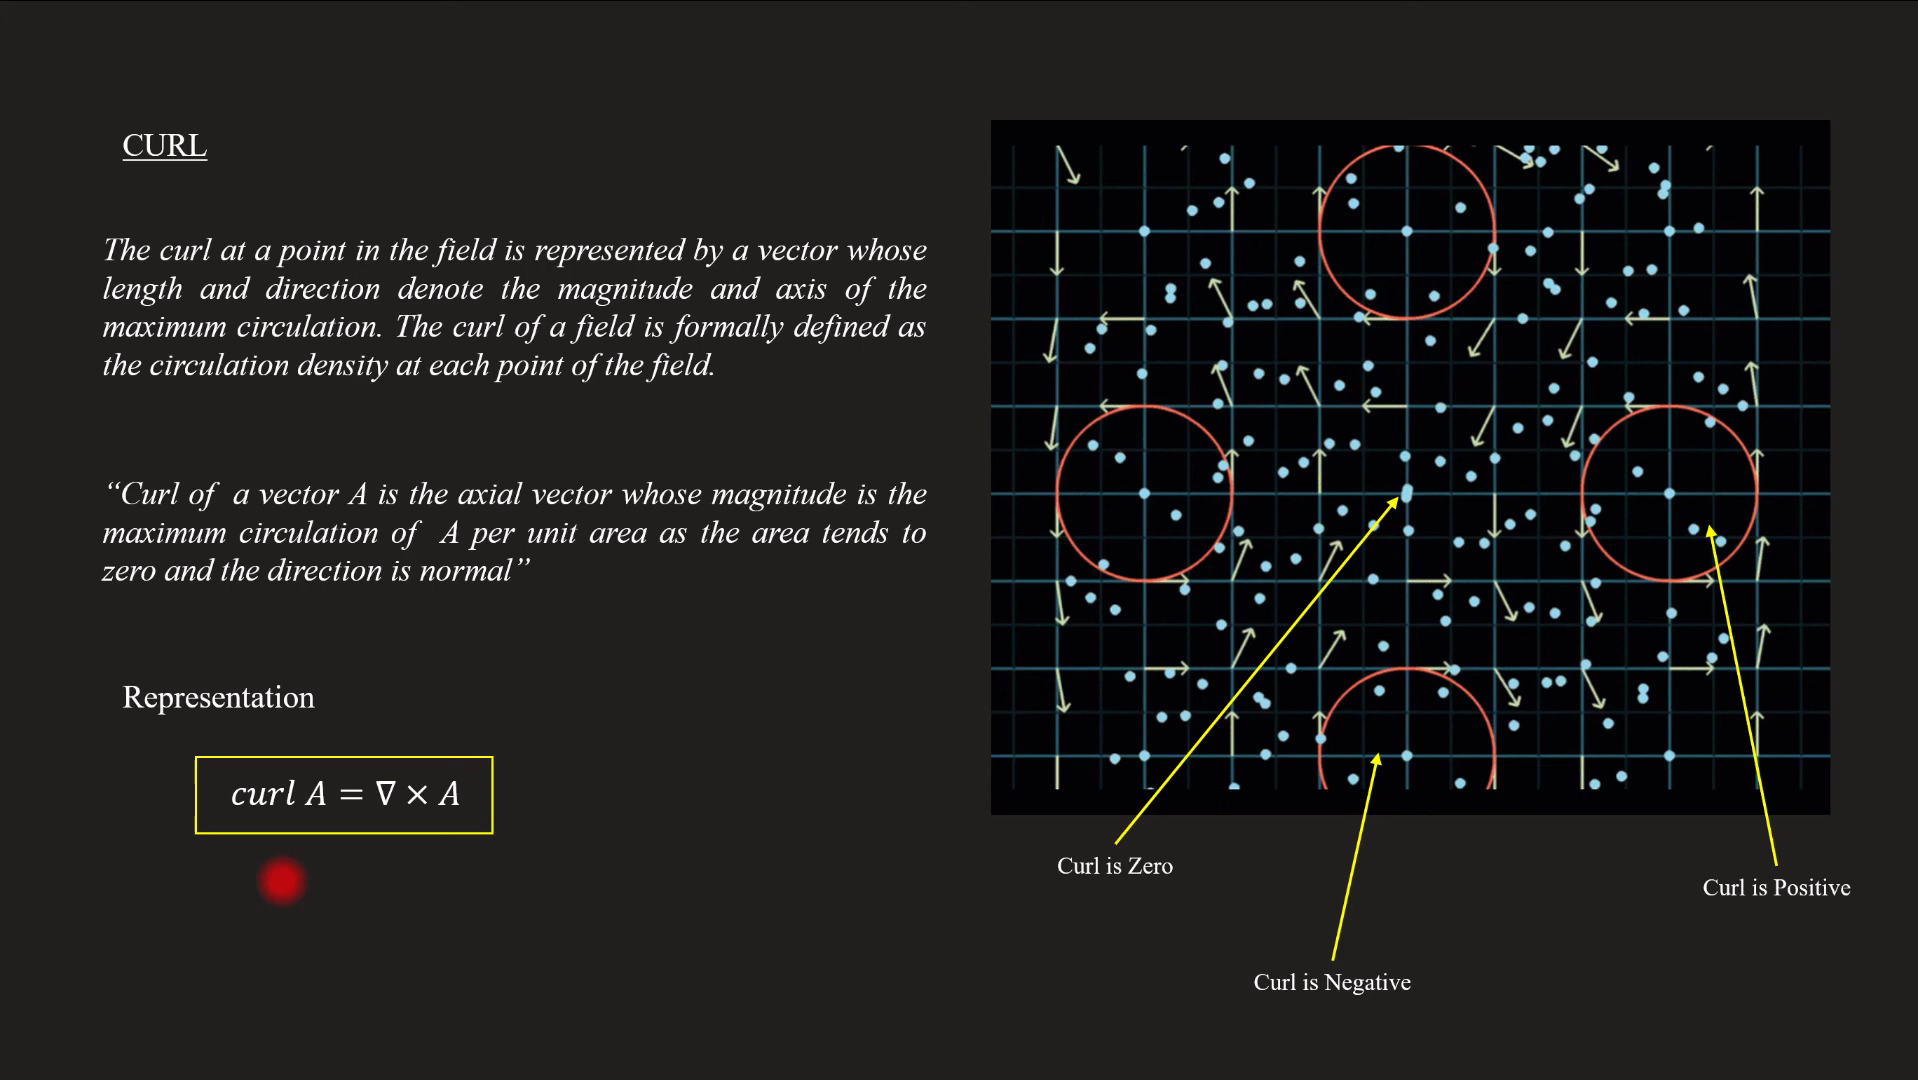 CURL
The curl at a point in the field is represented by a vector whose
length and direction denote the magnitude and axis of the
maximum circulation. The curl of a field is formally defined as
the circulation density at each point of the field.
“Curl of a vector A is the axial vector whose magnitude is the
maximum circulation of A per unit area as the area tends to
zero and the direction is normal”
Representation
curl A = ∇ × A
Curl is Zero
Curl is Positive
Curl is Negative